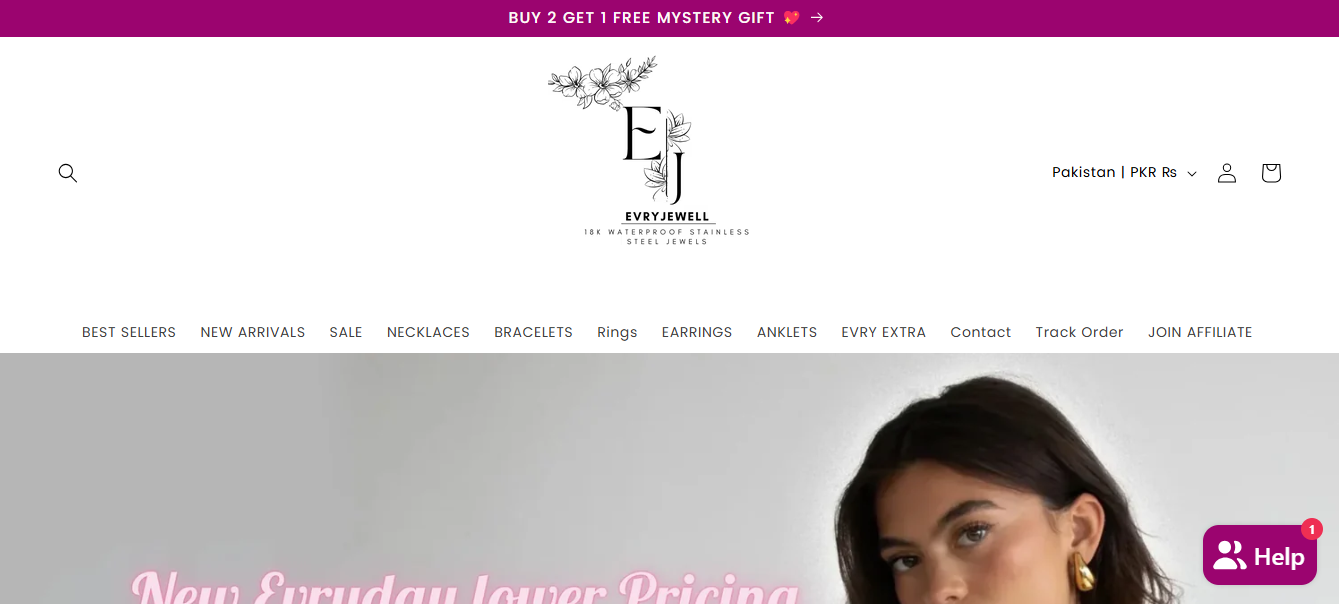 BUY 2 GET 1 FREE MYSTERY GIFT 💖 →
EJ
EVRYJEWELL
18K WATERPROOF STAINLESS
STEEL JEWELS
Pakistan | PKR ₨
BEST SELLERS NEW ARRIVALS SALE NECKLACES BRACELETS Rings EARRINGS ANKLETS EVRY EXTRA Contact Track Order JOIN AFFILIATE
New Evryday lower Pricing
1
Help